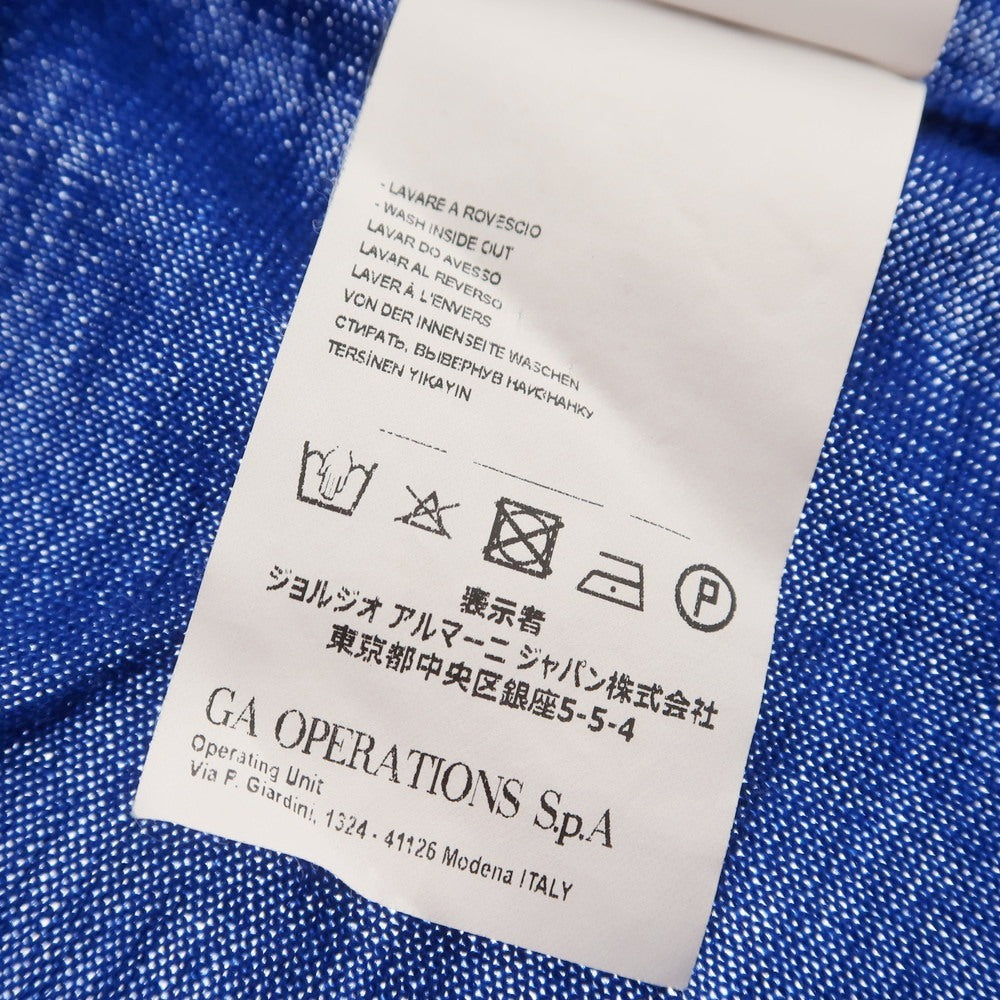 - LAVARE A ROVESCIO
- WASH INSIDE OUT
LAVAR DO AVESSO
LAVAR AL REVERSO
LAVER À L'ENVERS
VON DER INNENSEITE WASCHEN
СТИРАТЬ, ВЫВЕРНУВ НАИЗНАНКУ
TERSİNEN YIKAYIN
P
表示者
ジョルジオ アルマーニ ジャパン株式会社
東京都中央区銀座5-5-4
GA OPERATIONS S.p.A
Operating Unit
Via P. Giardini, 1324 - 41126 Modena ITALY